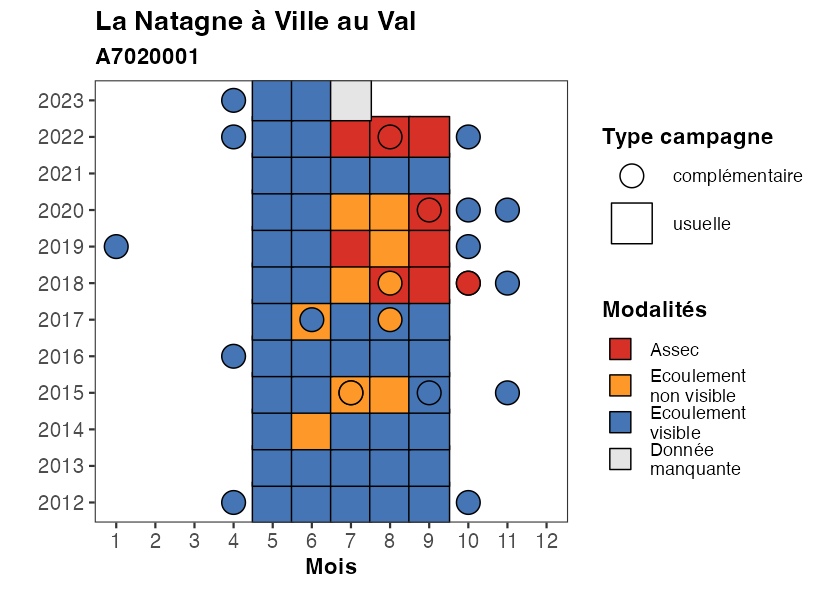 La Natagne à Ville au Val
A7020001
2023
2022
2021
2020
2019
2018
2017
2016
2015
2014
2013
2012
1 2 3 4 5 6 7 8 9 10 11 12
Mois
Type campagne
complémentaire
usuelle
Modalités
Assec
Ecoulement
non visible
Ecoulement
visible
Donnée
manquante